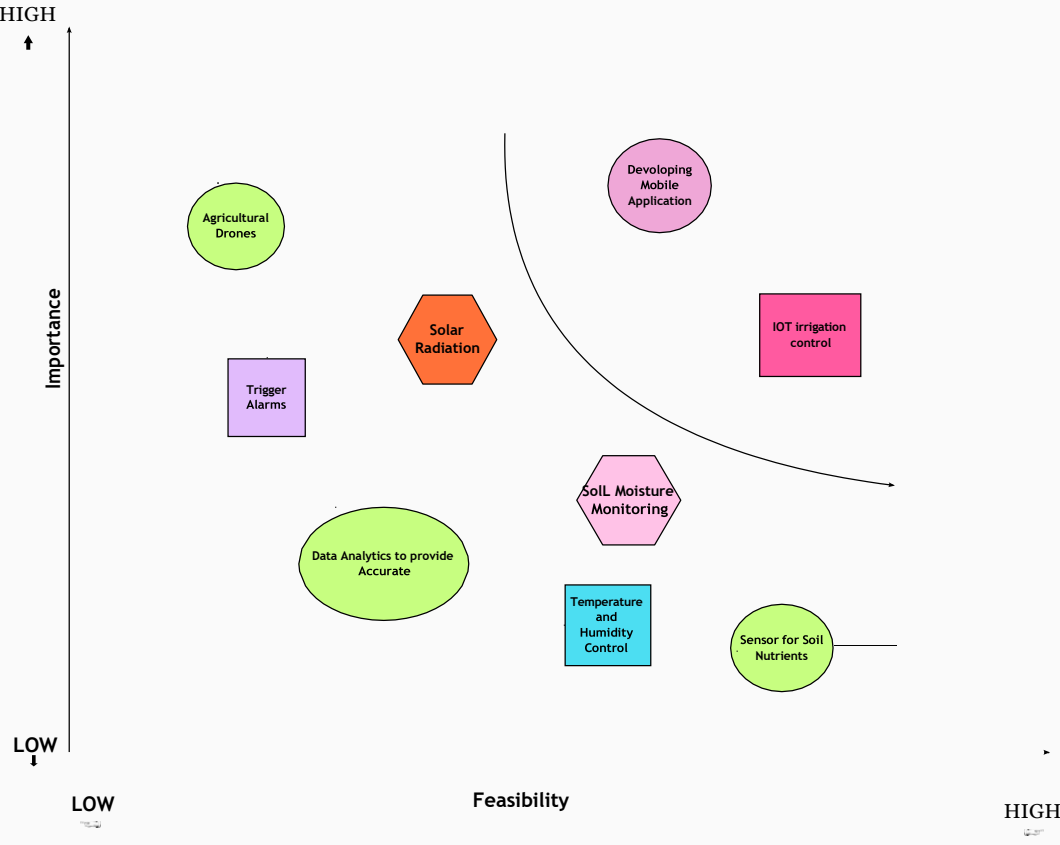 HIGH
Devoloping
Mobile
Application
Agricultural
Drones
Importance
Solar
Radiation
IOT irrigation
control
Trigger
Alarms
SolL Moisture
Monitoring
Data Analytics to provide
Accurate
Temperature
and
Humidity
Control
Sensor for Soil
Nutrients
LOW
LOW
Feasibility
HIGH